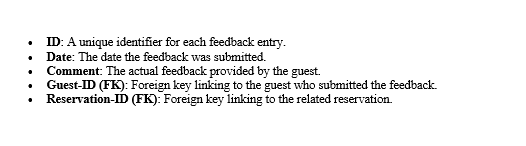 • ID: A unique identifier for each feedback entry.
• Date: The date the feedback was submitted.
• Comment: The actual feedback provided by the guest.
• Guest-ID (FK): Foreign key linking to the guest who submitted the feedback.
• Reservation-ID (FK): Foreign key linking to the related reservation.